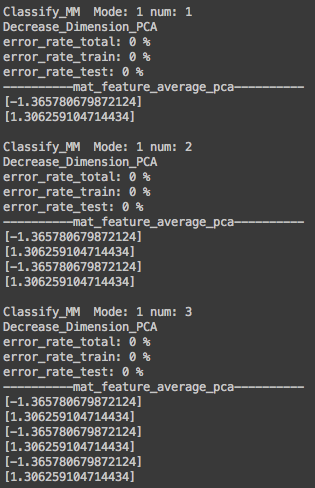 Classify_MM  Mode: 1 num: 1
Decrease_Dimension_PCA
error_rate_total: 0 %
error_rate_train: 0 %
error_rate_test: 0 %
——————————mat_feature_average_pca——————————
[-1.365780679872124]
[1.306259104714434]
Classify_MM  Mode: 1 num: 2
Decrease_Dimension_PCA
error_rate_total: 0 %
error_rate_train: 0 %
error_rate_test: 0 %
——————————mat_feature_average_pca——————————
[-1.365780679872124]
[1.306259104714434]
[-1.365780679872124]
[1.306259104714434]
Classify_MM  Mode: 1 num: 3
Decrease_Dimension_PCA
error_rate_total: 0 %
error_rate_train: 0 %
error_rate_test: 0 %
——————————mat_feature_average_pca——————————
[-1.365780679872124]
[1.306259104714434]
[-1.365780679872124]
[1.306259104714434]
[-1.365780679872124]
[1.306259104714434]